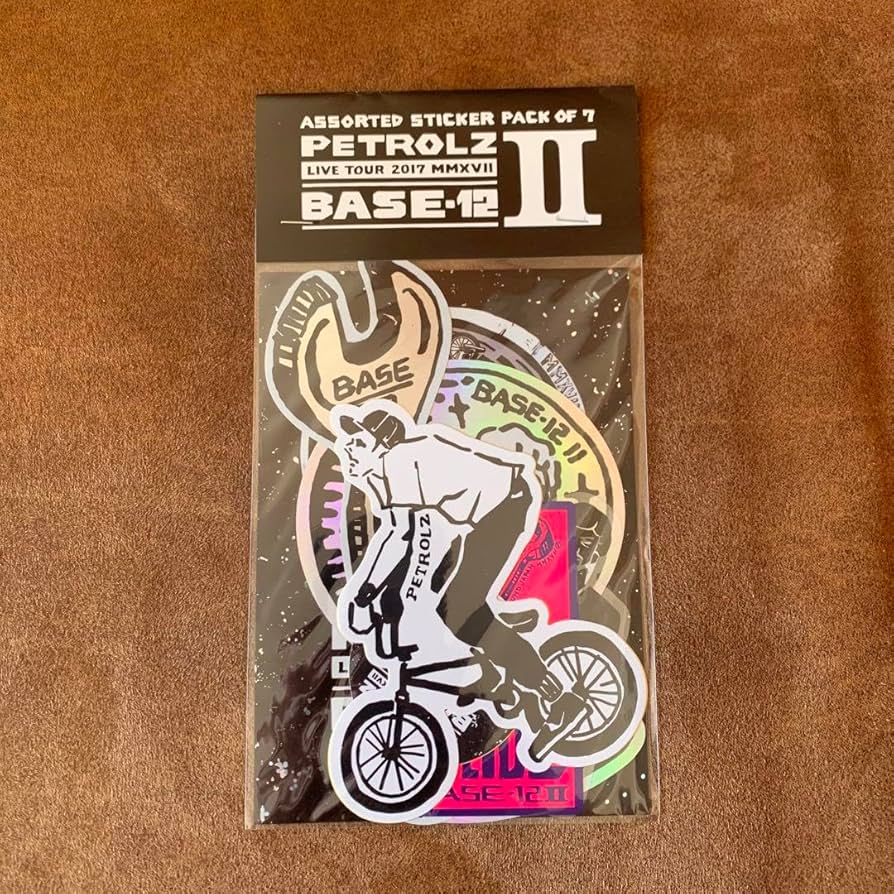 ASSORTED STICKER PACK OF 7
PETROLZ
LIVE TOUR 2017 MMXVII
BASE·12
II
BASE
BASE·12 II
PETROLZ
BASE·12 II